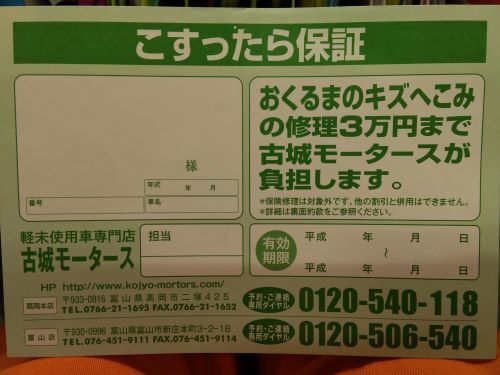 こすったら保証
様
年式 年 月
番号
車名
おくるまのキズへこみ
の修理3万円まで
古城モータースが
負担します。
*保険修理は対象外です。他の割引と併用はできません。
*詳細は裏面約款をご参照ください。
軽未使用車専門店
古城モータース
担当
有効
期限
平成 年 月 日
~
平成 年 月 日
HP http://www.kojyo-mortors.com/
高岡本店
〒933-0816 富山県高岡市二塚425
TEL.0766-21-1695 FAX.0766-21-1652
予約・ご連絡
専用ダイヤル
0120-540-118
富山店
〒930-0996 富山県富山市新庄本町3-2-18
TEL.076-451-9111 FAX.076-451-9114
予約・ご連絡
専用ダイヤル
0120-506-540